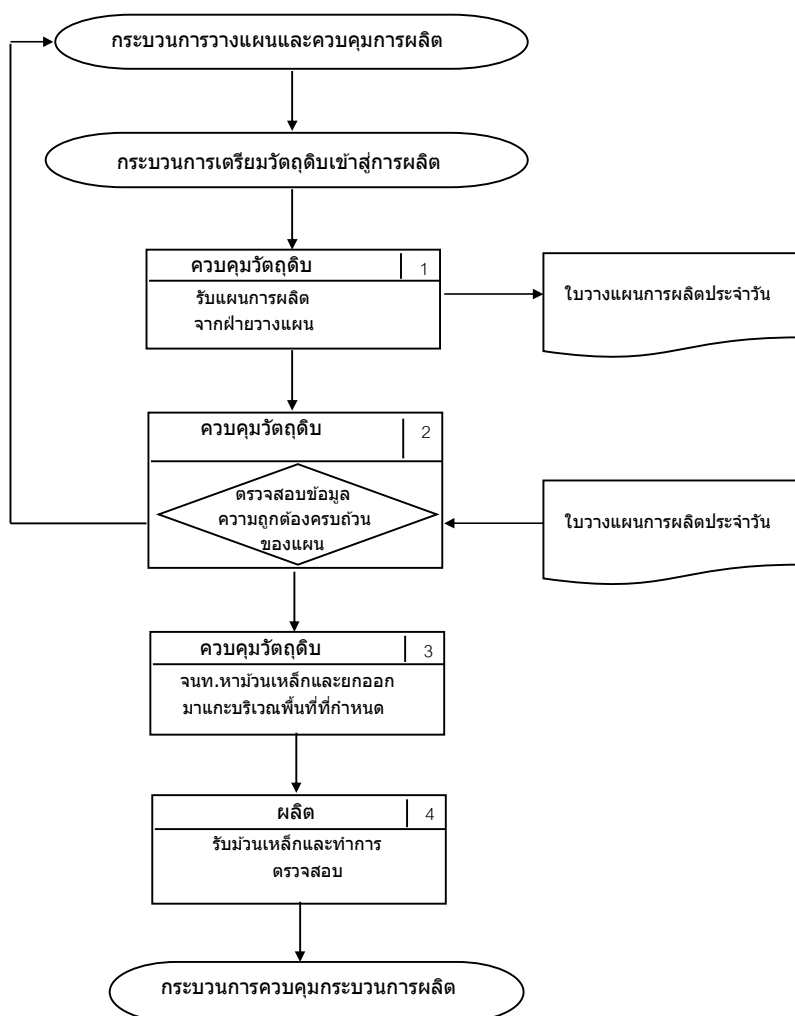 กระบวนการวางแผนและควบคุมการผลิต
กระบวนการเตรียมวัตถุดิบเข้าสู่การผลิต
ควบคุมวัตถุดิบ 1
รับแผนการผลิต
จากฝ่ายวางแผน
ใบวางแผนการผลิตประจำวัน
ควบคุมวัตถุดิบ 2
ตรวจสอบข้อมูล
ความถูกต้องครบถ้วน
ของแผน
ใบวางแผนการผลิตประจำวัน
ควบคุมวัตถุดิบ 3
จนท.หาม้วนเหล็กและยกออก
มาแกะบริเวณพื้นที่ที่กำหนด
ผลิต 4
รับม้วนเหล็กและทำการ
ตรวจสอบ
กระบวนการควบคุมกระบวนการผลิต